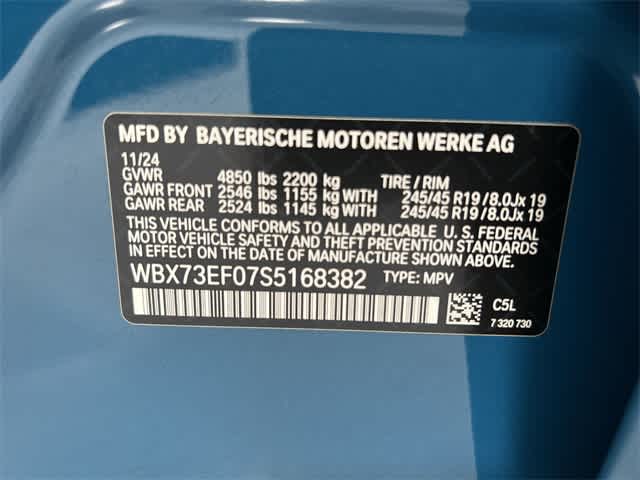 MFD BY BAYERISCHE MOTOREN WERKE AG
11/24
GVWR 4850 lbs 2200 kg TIRE / RIM
GAWR FRONT 2546 lbs 1155 kg WITH 245/45 R19 / 8.0Jx 19
GAWR REAR 2524 lbs 1145 kg WITH 245/45 R19 / 8.0Jx 19
THIS VEHICLE CONFORMS TO ALL APPLICABLE U. S. FEDERAL
MOTOR VEHICLE SAFETY AND THEFT PREVENTION STANDARDS
IN EFFECT ON THE DATE OF MANUFACTURE SHOWN ABOVE.
WBX73EF07S5168382 TYPE: MPV
C5L
7 320 730